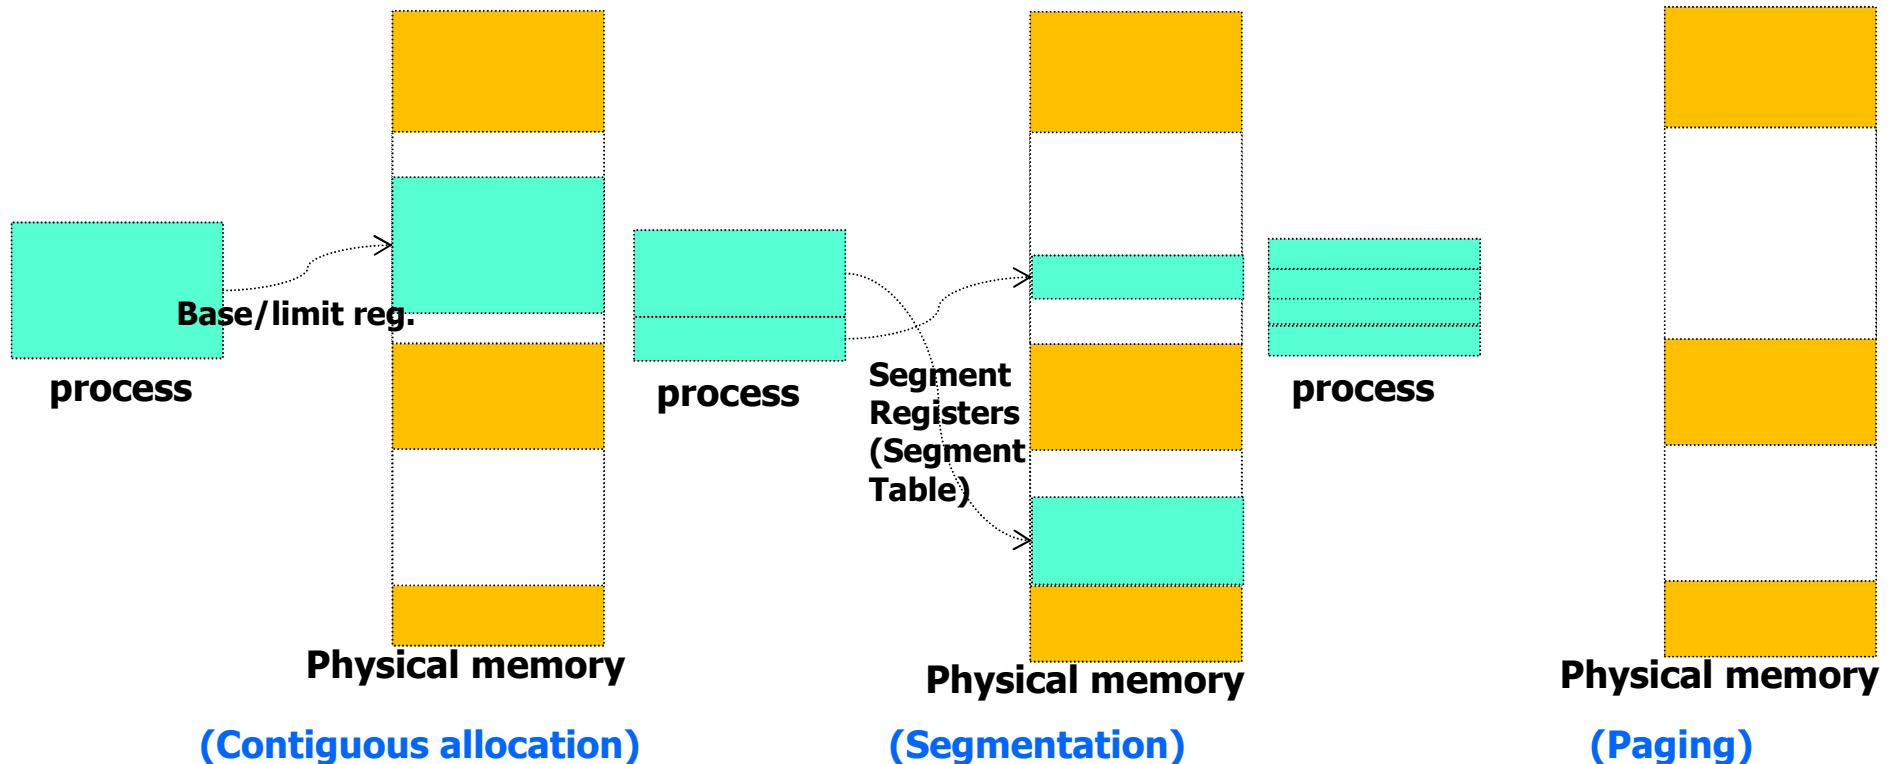 Base/limit reg.
process
Physical memory
(Contiguous allocation)
process
Segment
Registers
(Segment
Table)
Physical memory
(Segmentation)
process
Physical memory
(Paging)